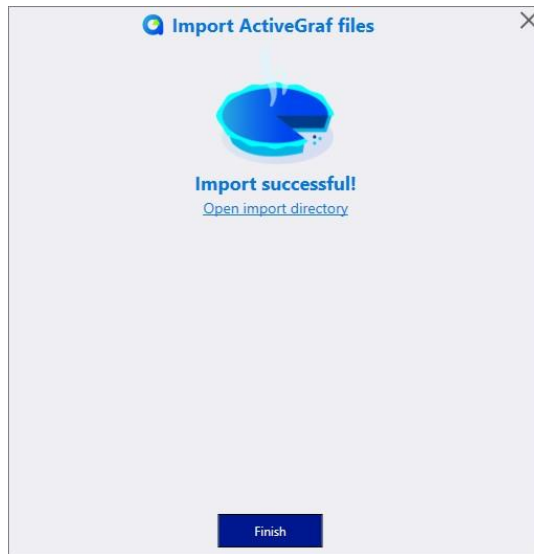 Import ActiveGraf files
Import successful!
Open import directory
Finish